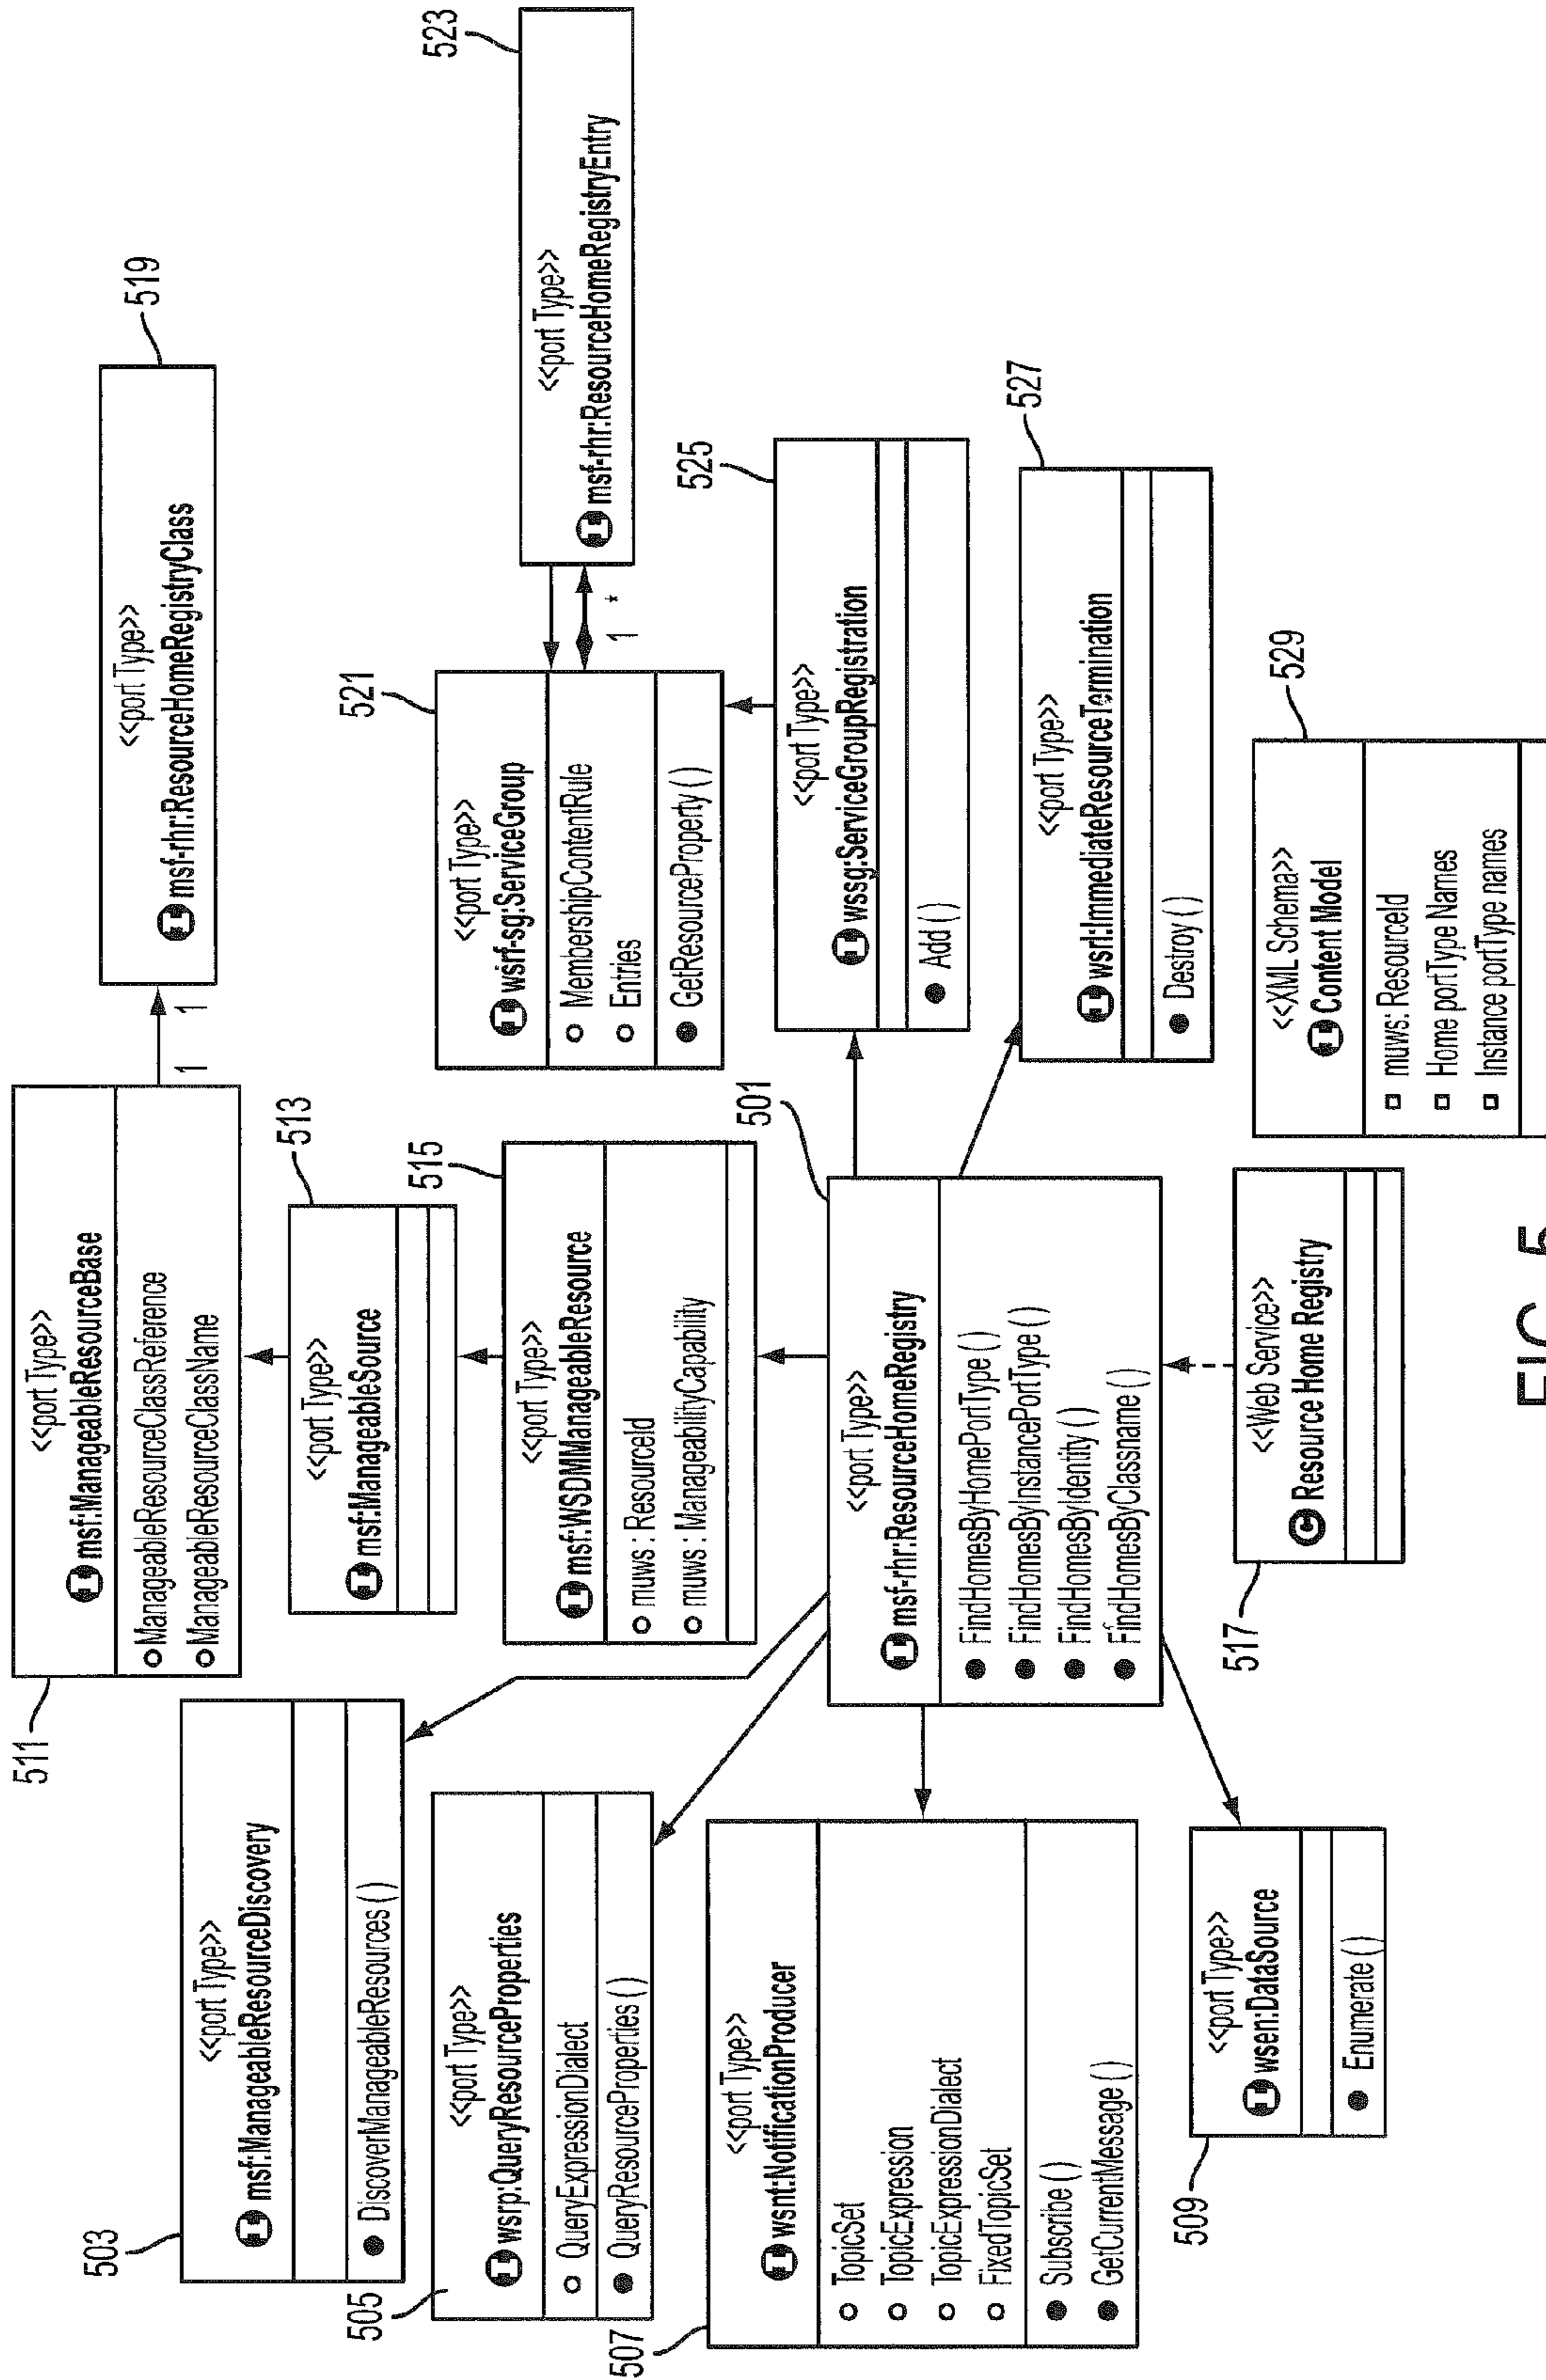 511
<<port Type>>
msf:ManageableResourceBase
ManageableResourceClassReference
ManageableResourceClassName
1
1
<<port Type>>
msf-rhr:ResourceHomeRegistryClass
519
503
<<port Type>>
msf:ManageableResourceDiscovery
DiscoverManageableResources ( )
513
<<port Type>>
msf:ManageableSource
505
<<port Type>>
wsrp:QueryResourceProperties
QueryExpressionDialect
QueryResourceProperties ( )
515
<<port Type>>
msf:WSDMManageableResource
muws : ResourceId
muws : ManageabilityCapability
521
<<port Type>>
wsrf-sg:ServiceGroup
MembershipContentRule
Entries
GetResourceProperty ( )
1
*
523
<<port Type>>
msf-rhr:ResourceHomeRegistryEntry
507
<<port Type>>
wsnt:NotificationProducer
TopicSet
TopicExpression
TopicExpressionDialect
FixedTopicSet
Subscribe ( )
GetCurrentMessage ( )
501
<<port Type>>
msf-rhr:ResourceHomeRegistry
FindHomesByHomePortType ( )
FindHomesByInstancePortType ( )
FindHomesByIdentity ( )
FindHomesByClassname ( )
525
<<port Type>>
wssg:ServiceGroupRegistration
Add ( )
527
<<port Type>>
wsrl:ImmediateResourceTermination
Destroy ( )
509
<<port Type>>
wsen:DataSource
Enumerate ( )
517
<<Web Service>>
Resource Home Registry
529
<<XML Schema>>
Content Model
muws: ResourceId
Home portType Names
Instance portType names
FIG. 5